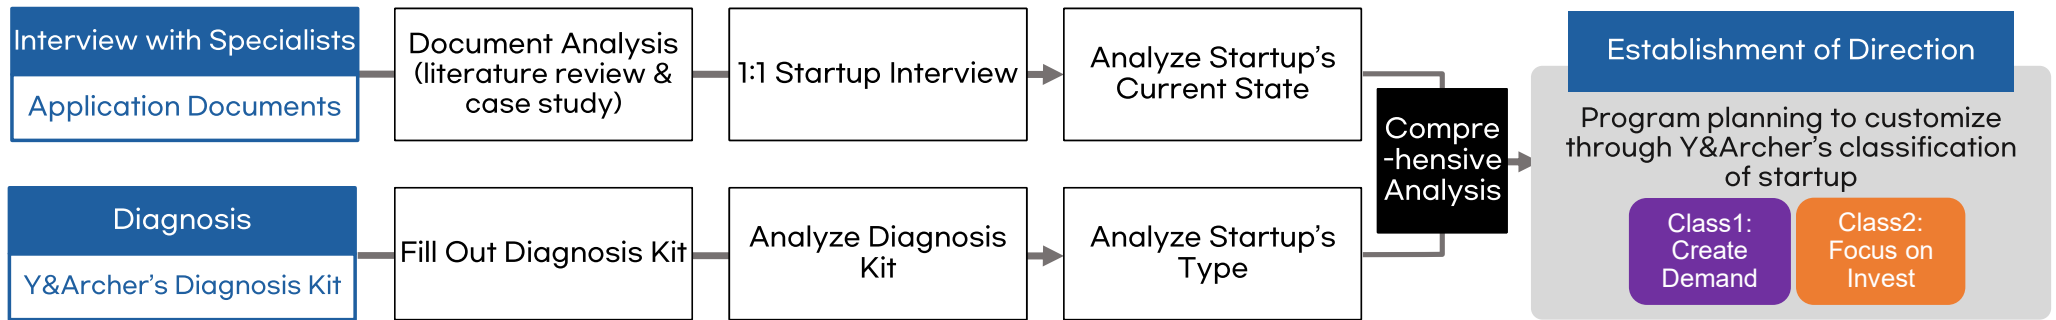 Interview with Specialists
Application Documents
Document Analysis
(literature review &
case study)
1:1 Startup Interview
Analyze Startup's
Current State
Diagnosis
Y&Archer's Diagnosis Kit
Fill Out Diagnosis Kit
Analyze Diagnosis
Kit
Analyze Startup's
Type
Compre
-hensive
Analysis
Establishment of Direction
Program planning to customize
through Y&Archer's classification
of startup
Class1:
Create
Demand
Class2:
Focus on
Invest